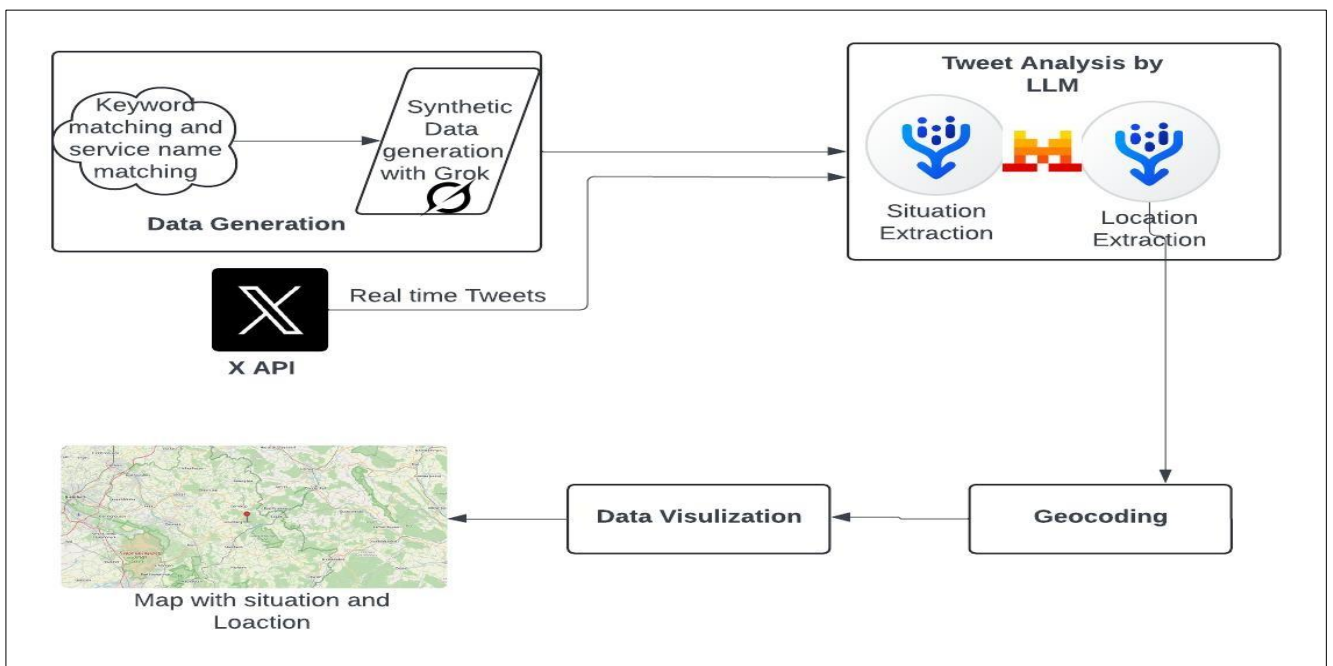 Keyword
matching and
service name
matching
Synthetic
Data
generation
with Grok
Data Generation
Tweet Analysis by
LLM
Situation
Extraction
Location
Extraction
Real time Tweets
X API
Data Visulization
Geocoding
Map with situation and
Loaction